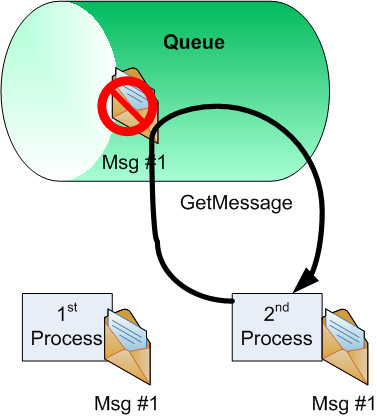 Queue
Msg #1
GetMessage
1st
Process
2nd
Process
Msg #1
Msg #1